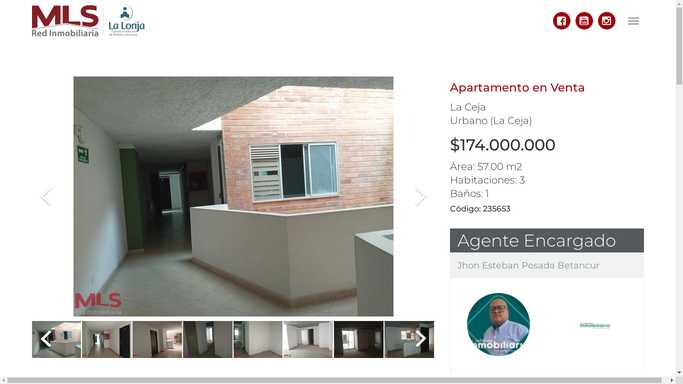 MLS
Red Inmobiliaria
La Lonja
Apartamento en Venta
La Ceja
Urbano (La Ceja)
$174.000.000
Área: 57.00 m2
Habitaciones: 3
Baños: 1
Código: 235653
Agente Encargado
Jhon Esteban Posada Betancur
MLS